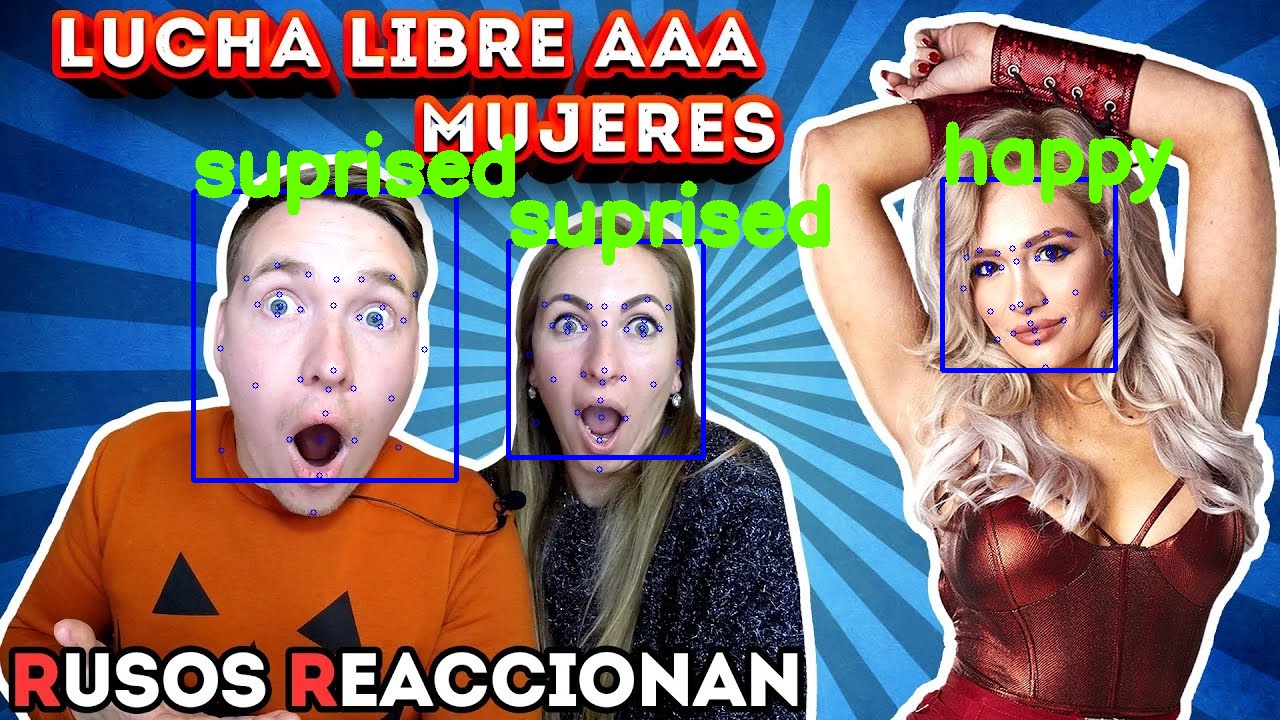 LUCHA LIBRE AAA
MUJERES
suprised
suprised
happy
RUSOS REACCIONAN